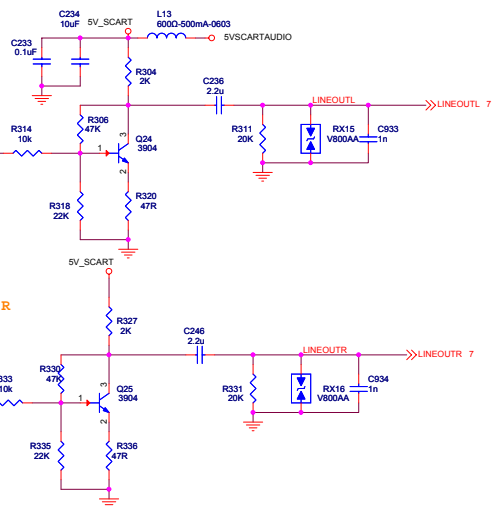 C234
10uF
5V_SCART
L13
600Ω-500mA-0603
5VSCARTAUDIO
C233
0.1uF
R304
2K
C236
2.2u
LINEOUTL
LINEOUTL 7
R306
47K
R314
10k
3
Q24
3904
1
2
R311
20K
RX15
V800AA
C933
1n
R318
22K
R320
47R
5V_SCART
R
R327
2K
C246
2.2u
LINEOUTR
LINEOUTR 7
R330
47K
333
10k
3
Q25
3904
1
2
R331
20K
RX16
V800AA
C934
1n
R335
22K
R336
47R